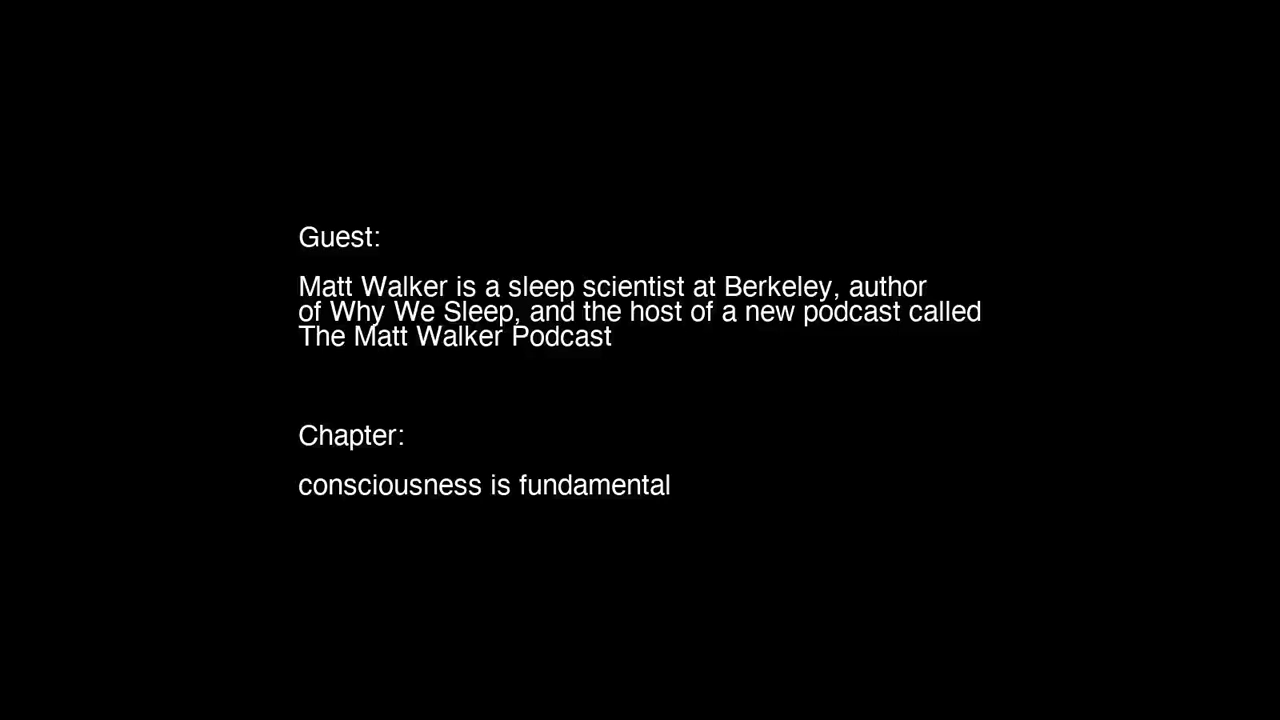 Guest:
Matt Walker is a sleep scientist at Berkeley, author
of Why We Sleep, and the host of a new podcast called
The Matt Walker Podcast
Chapter:
consciousness is fundamental